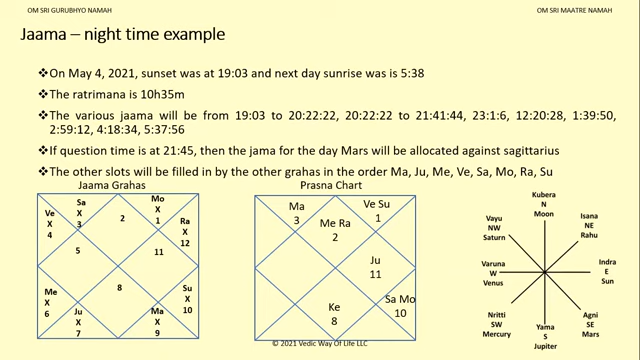 OM SRI GURUBHYO NAMAH
OM SRI MAATRE NAMAH
Jaama – night time example
❖On May 4, 2021, sunset was at 19:03 and next day sunrise was is 5:38
❖The ratrimana is 10h35m
❖The various jaama will be from 19:03 to 20:22:22, 20:22:22 to 21:41:44, 23:1:6, 12:20:28, 1:39:50,
2:59:12, 4:18:34, 5:37:56
❖If question time is at 21:45, then the jama for the day Mars will be allocated against sagittarius
❖The other slots will be filled in by the other grahas in the order Ma, Ju, Me, Ve, Sa, Mo, Ra, Su
Jaama Grahas
Ve
X
4
Sa
X
3
2
Mo
X
1
Ra
X
12
5
11
Me
X
6
8
Su
X
10
Ju
X
7
Ma
X
9
Prasna Chart
Ma
3
Ve Su
1
Me Ra
2
Ju
11
Ke
8
Sa Mo
10
Kubera
N
Moon
Vayu
NW
Saturn
Isana
NE
Rahu
Varuna
W
Venus
Indra
E
Sun
Nritti
SW
Mercury
Yama
S
Jupiter
Agni
SE
Mars
© 2021 Vedic Way Of Life LLC